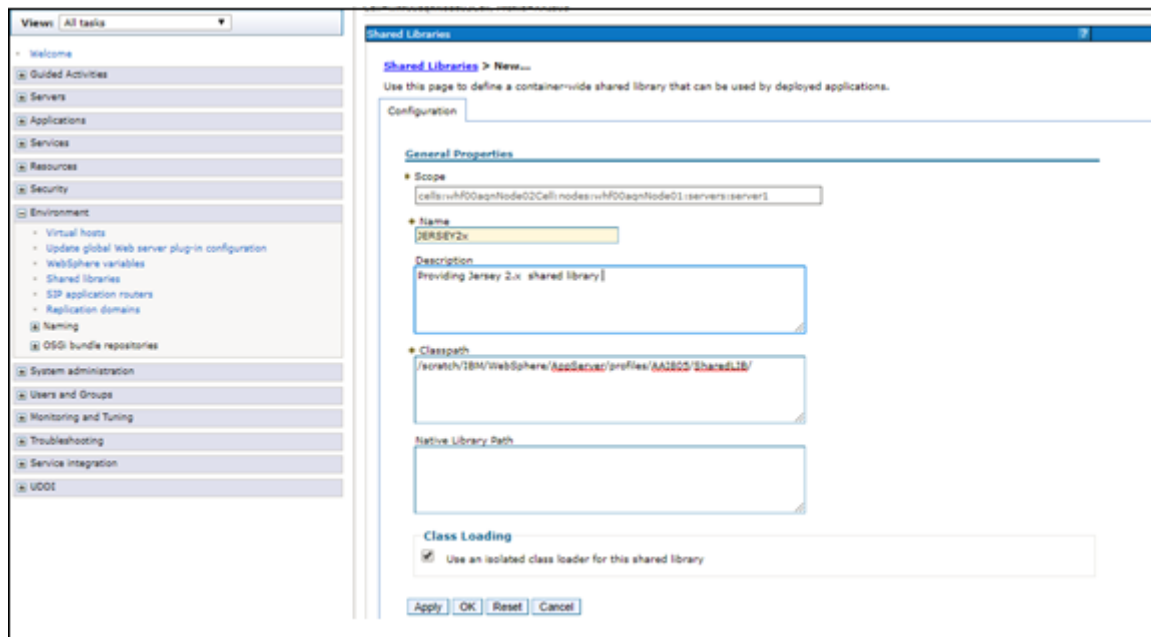 View: All tasks
Welcome
Guided Activities
Servers
Applications
Services
Resources
Security
Environment
Virtual hosts
Update global Web server plug-in configuration
WebSphere variables
Shared libraries
SIP application routers
Replication domains
Naming
OSGi bundle repositories
System administration
Users and Groups
Monitoring and Tuning
Troubleshooting
Service integration
UDDI
Shared Libraries ?
Shared Libraries > New...
Use this page to define a container-wide shared library that can be used by deployed applications.
Configuration
General Properties
Scope
cells:whf00aqnNode02Cell:nodes:whf00aqnNode01:servers:server1
Name
JERSEY2x
Description
Providing Jersey 2.x shared library
Classpath
/scratch/IBM/WebSphere/AppServer/profiles/AAIB05/SharedLIB/
Native Library Path
Class Loading
Use an isolated class loader for this shared library
Apply OK Reset Cancel